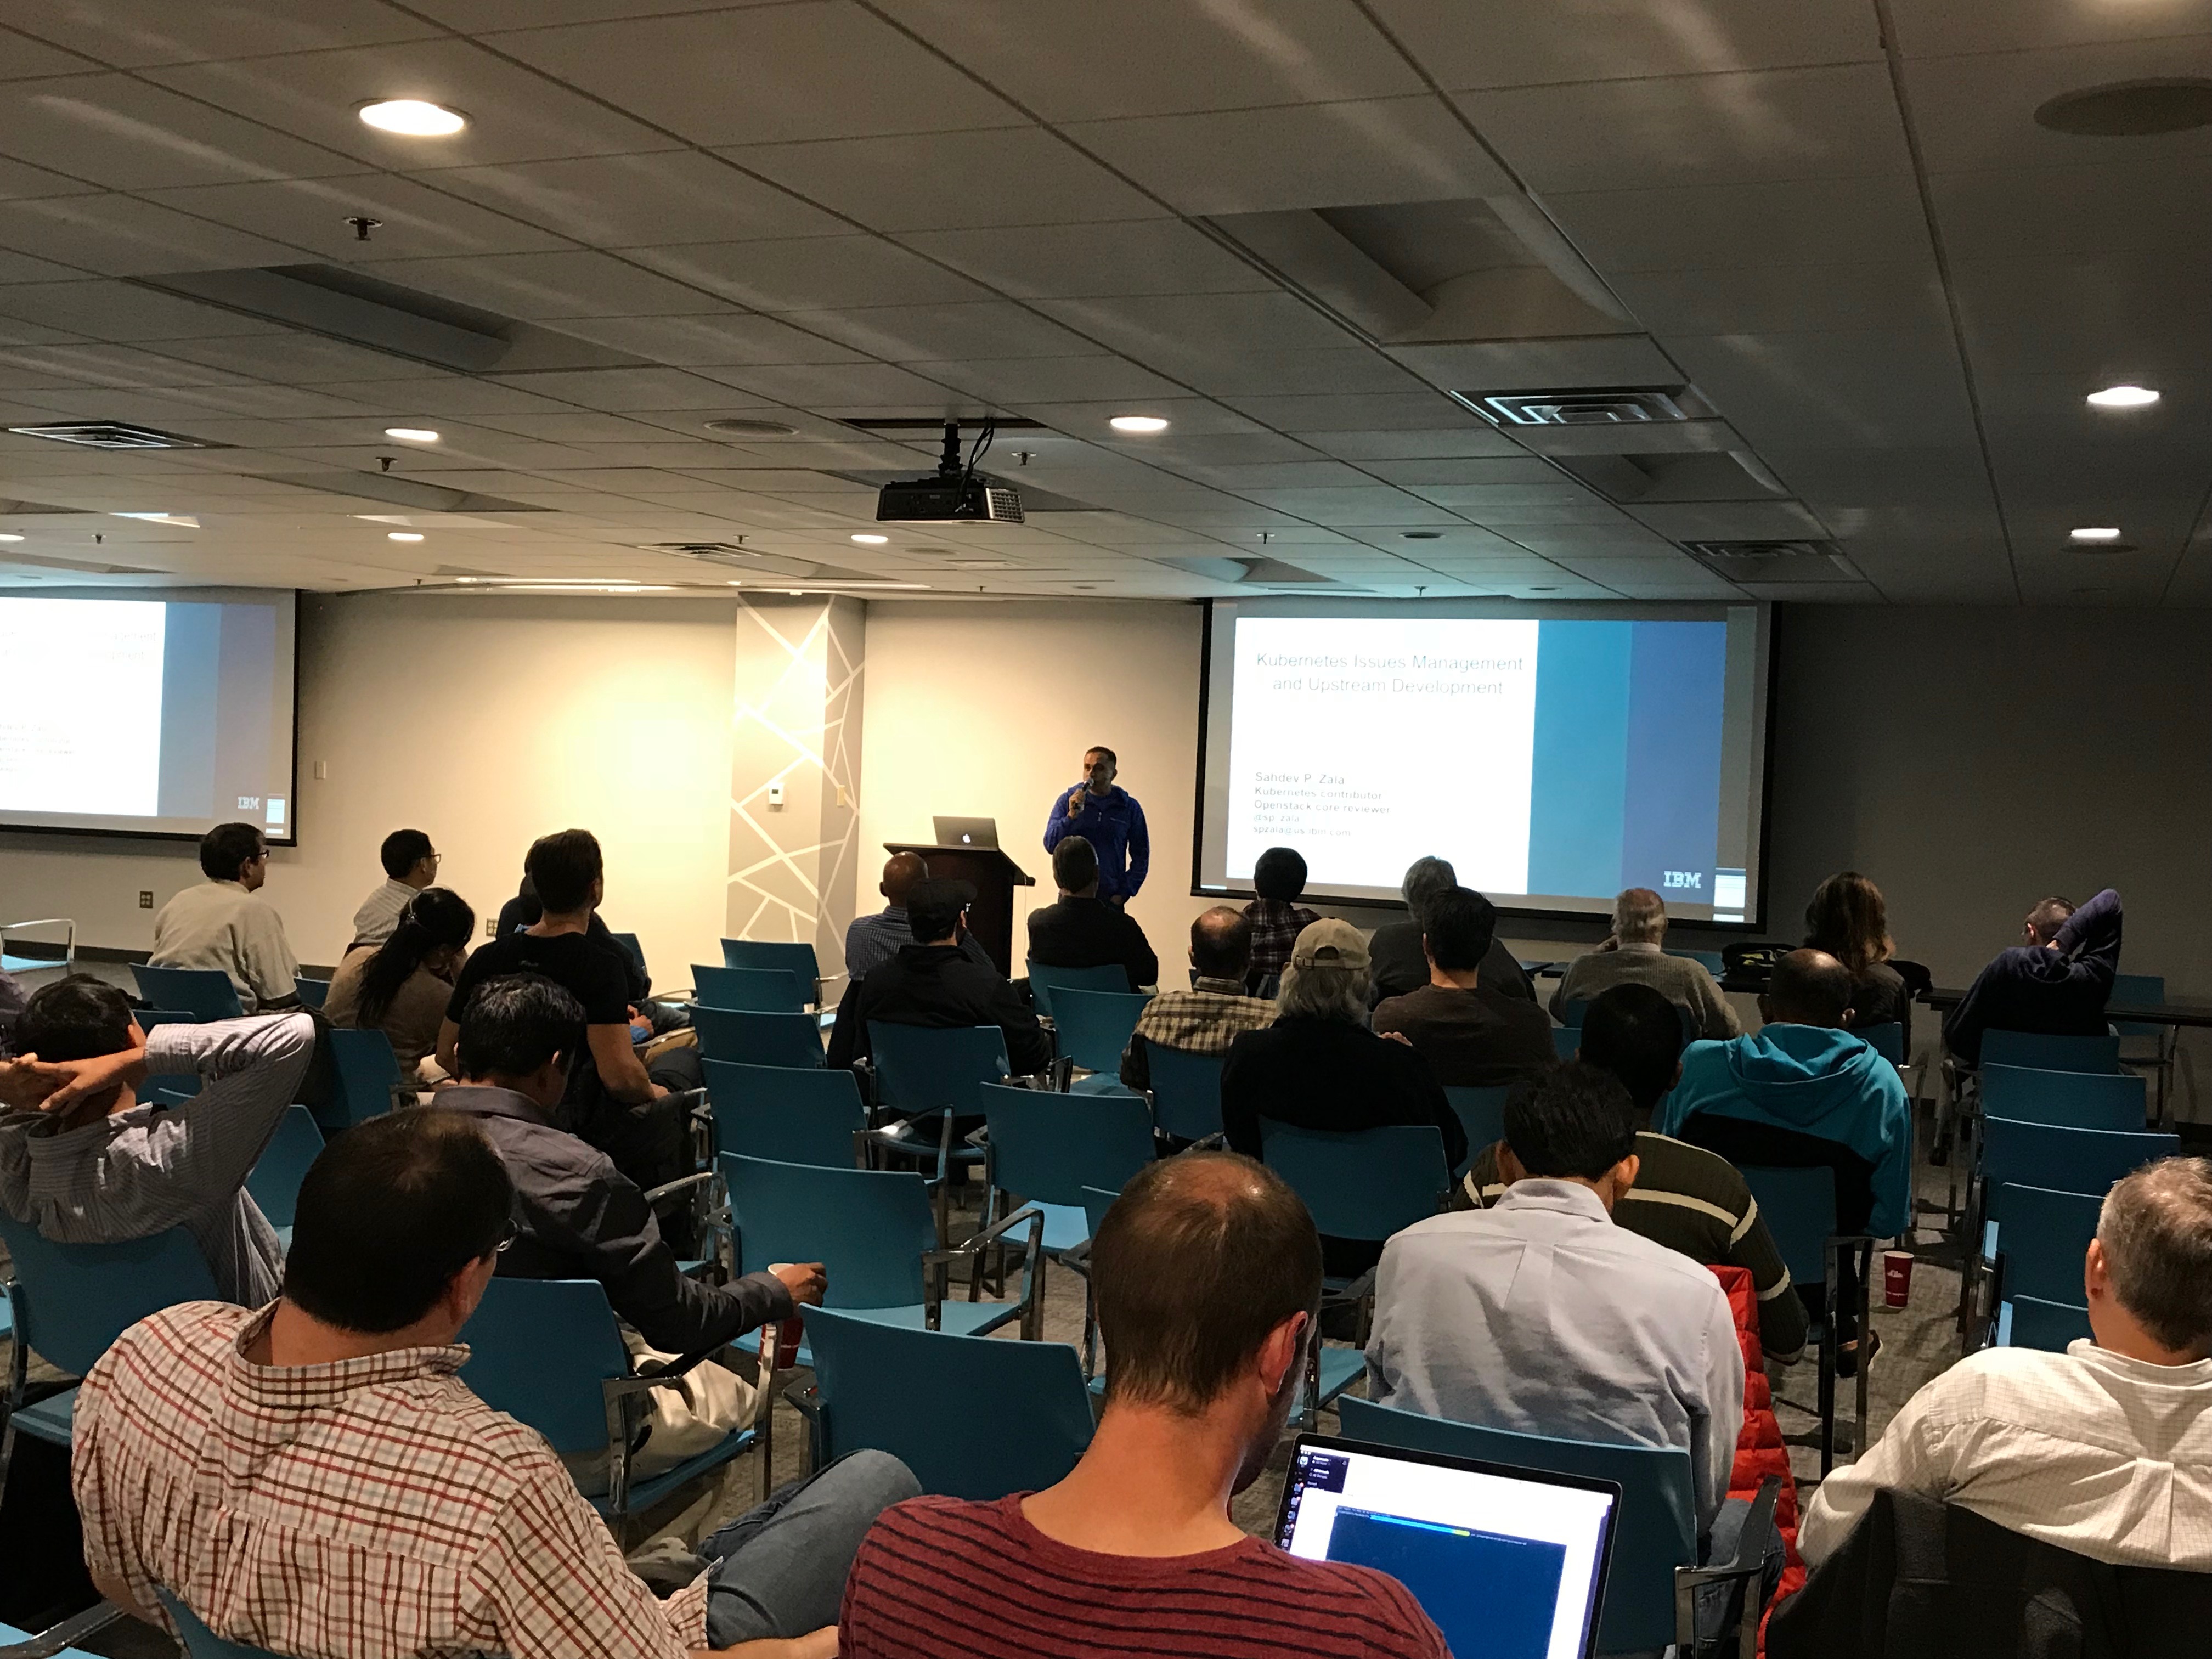 Kubernetes Issues Management
and Upstream Development
Sahdev P. Zala
Kubernetes contributor
Openstack core reviewer
@sp_zala
spzala@us.ibm.com
IBM
IBM